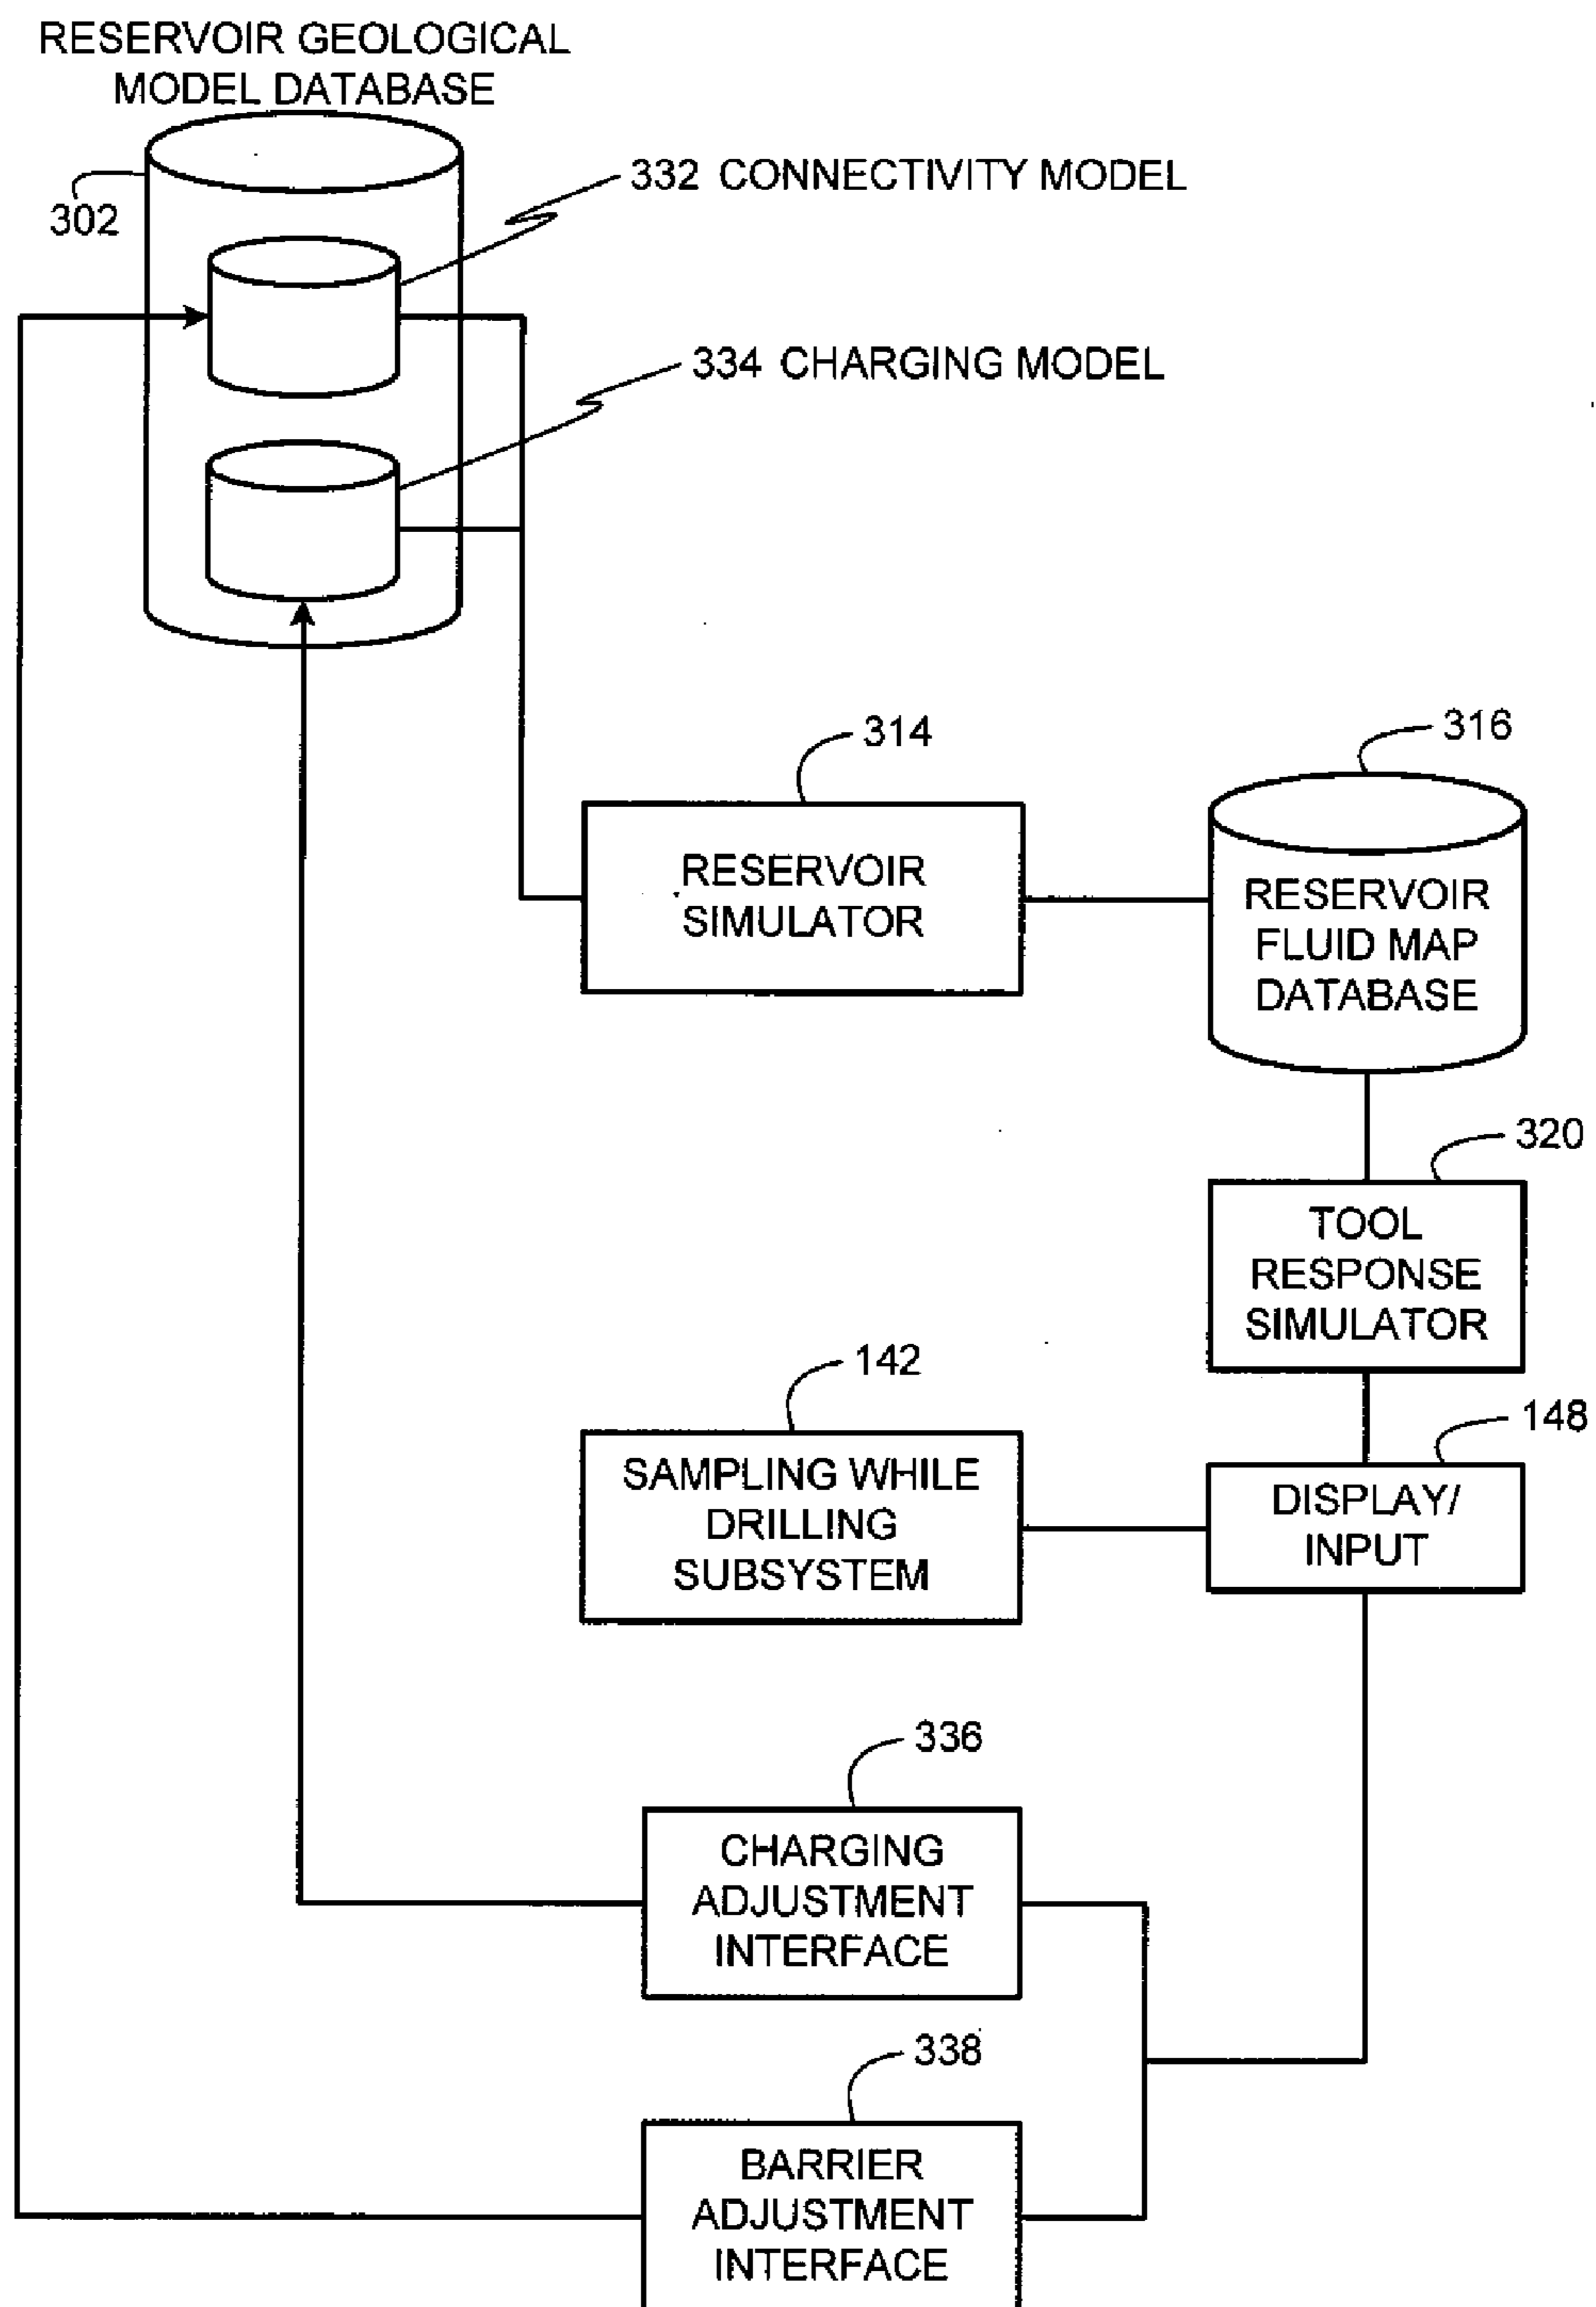 RESERVOIR GEOLOGICAL
MODEL DATABASE
332 CONNECTIVITY MODEL
302
334 CHARGING MODEL
314
316
RESERVOIR
SIMULATOR
RESERVOIR
FLUID MAP
DATABASE
320
TOOL
RESPONSE
SIMULATOR
142
148
SAMPLING WHILE
DRILLING
SUBSYSTEM
DISPLAY/
INPUT
336
CHARGING
ADJUSTMENT
INTERFACE
338
BARRIER
ADJUSTMENT
INTERFACE